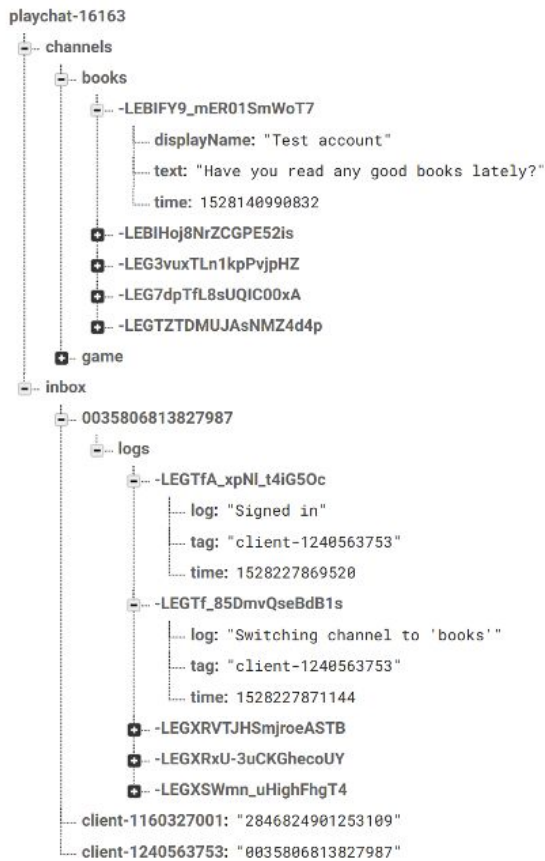 playchat-16163
channels
books
-LEBIFY9_mER01SmWoT7
displayName: "Test account"
text: "Have you read any good books lately?"
time: 1528140990832
-LEBIHoj8NrZCGPE52is
-LEG3vuxTLn1kpPvjpHZ
-LEG7dpTfL8sUQIC00xA
-LEGTZTDMUJAsNMZ4d4p
game
inbox
0035806813827987
logs
-LEGTfA_xpNl_t4iG5Oc
log: "Signed in"
tag: "client-1240563753"
time: 1528227869520
-LEGTf_85DmvQseBdB1s
log: "Switching channel to 'books'"
tag: "client-1240563753"
time: 1528227871144
-LEGXRVTJHSmjroeASTB
-LEGXRxU-3uCKGhecoUY
-LEGXSWmn_uHighFhgT4
client-1160327001: "2846824901253109"
client-1240563753: "0035806813827987"